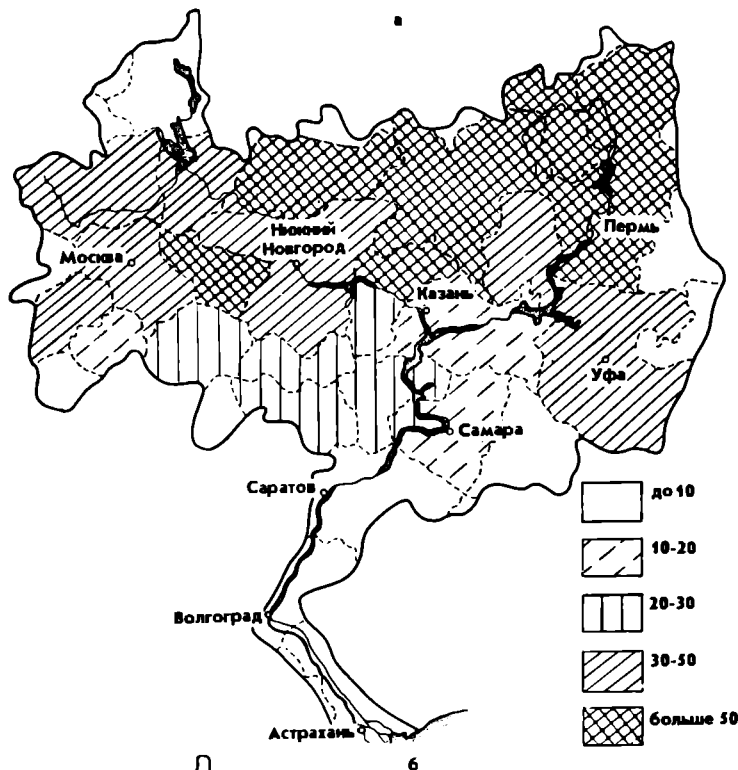 а
Нижний
Новгород
Пермь
Москва
Казань
Уфа
Самара
Саратов
до 10
10-20
20-30
Волгоград
30-50
больше 50
Астрахань
б